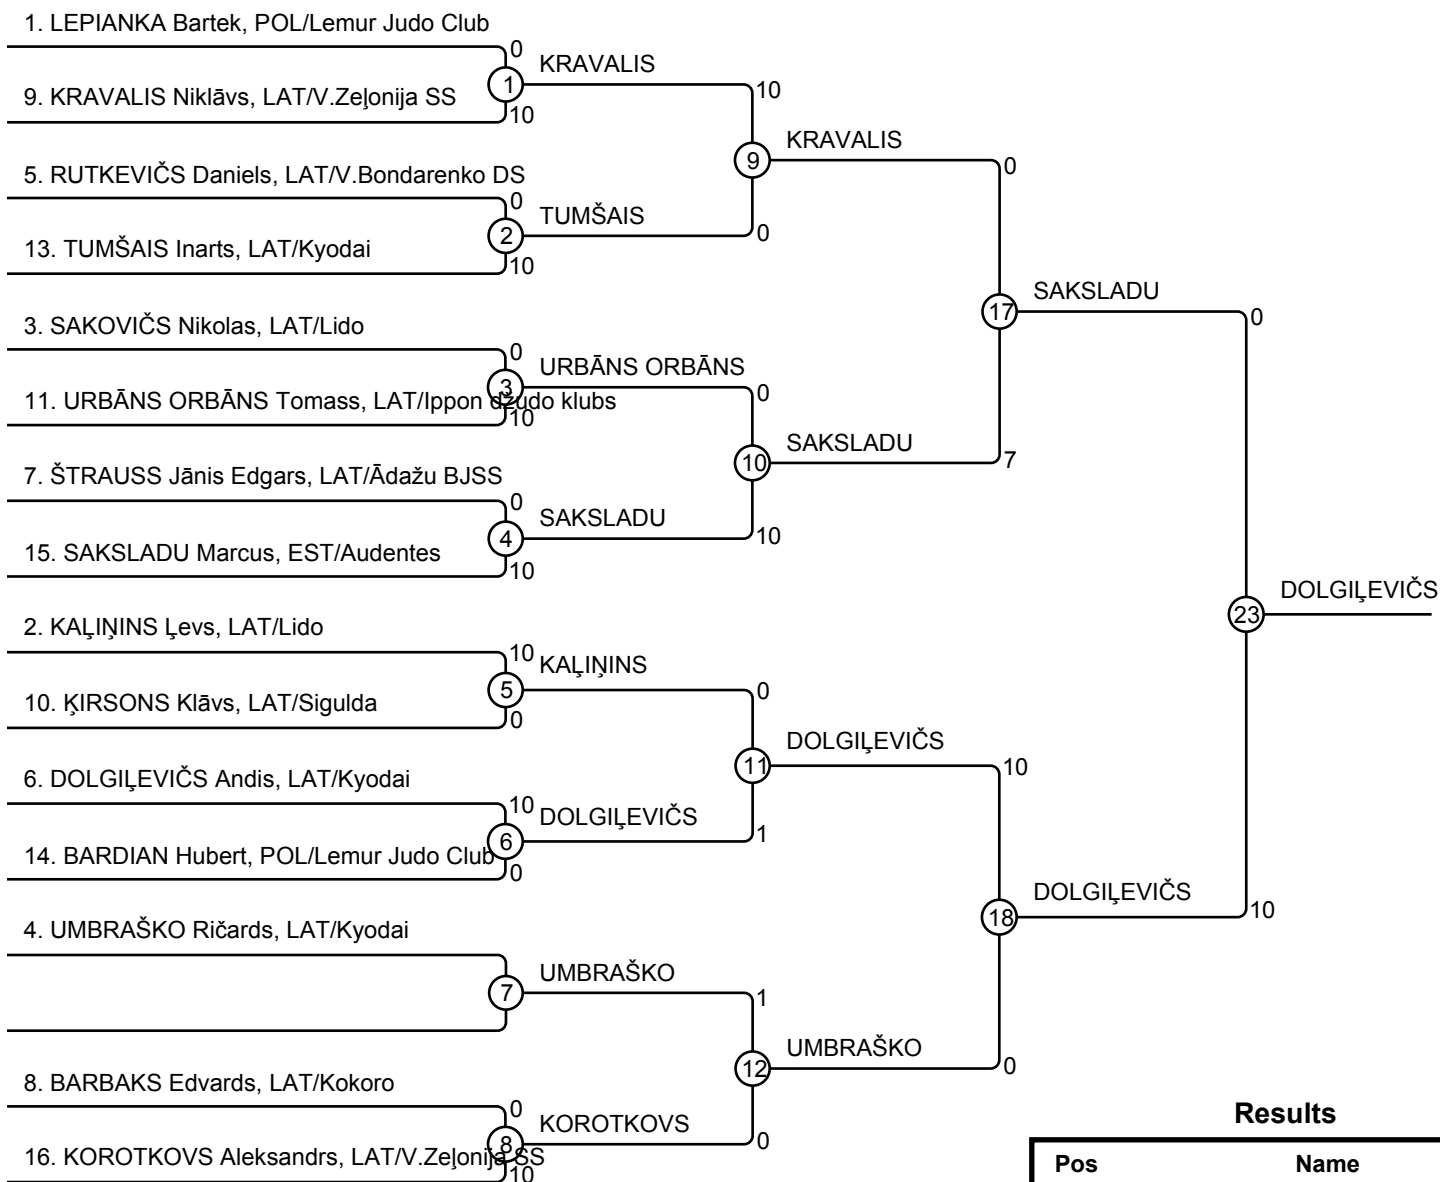 1. LEPIANKA Bartek, POL/Lemur Judo Club
0
1
KRAVALIS
9. KRAVALIS Niklāvs, LAT/V.Zeļonija SS
10
10
9
KRAVALIS
5. RUTKEVIČS Daniels, LAT/V.Bondarenko DS
0
2
TUMŠAIS
0
13. TUMŠAIS Inarts, LAT/Kyodai
10
0
17
SAKSLADU
3. SAKOVIČS Nikolas, LAT/Lido
0
3
URBĀNS ORBĀNS
11. URBĀNS ORBĀNS Tomass, LAT/Ippon džudo klubs
10
0
10
SAKSLADU
7
7. ŠTRAUSS Jānis Edgars, LAT/Ādažu BJSS
0
4
SAKSLADU
10
15. SAKSLADU Marcus, EST/Audentes
10
0
23
DOLGIĻEVIČS
2. KAĻIŅINS Ļevs, LAT/Lido
10
5
KAĻIŅINS
10. ĶIRSONS Klāvs, LAT/Sigulda
0
0
11
DOLGIĻEVIČS
6. DOLGIĻEVIČS Andis, LAT/Kyodai
10
6
DOLGIĻEVIČS
1
14. BARDIAN Hubert, POL/Lemur Judo Club
0
10
18
DOLGIĻEVIČS
10
4. UMBRAŠKO Ričards, LAT/Kyodai
7
UMBRAŠKO
1
12
UMBRAŠKO
0
8. BARBAKS Edvards, LAT/Kokoro
0
8
KOROTKOVS
0
16. KOROTKOVS Aleksandrs, LAT/V.Zeļonija SS
10
Results
Pos Name